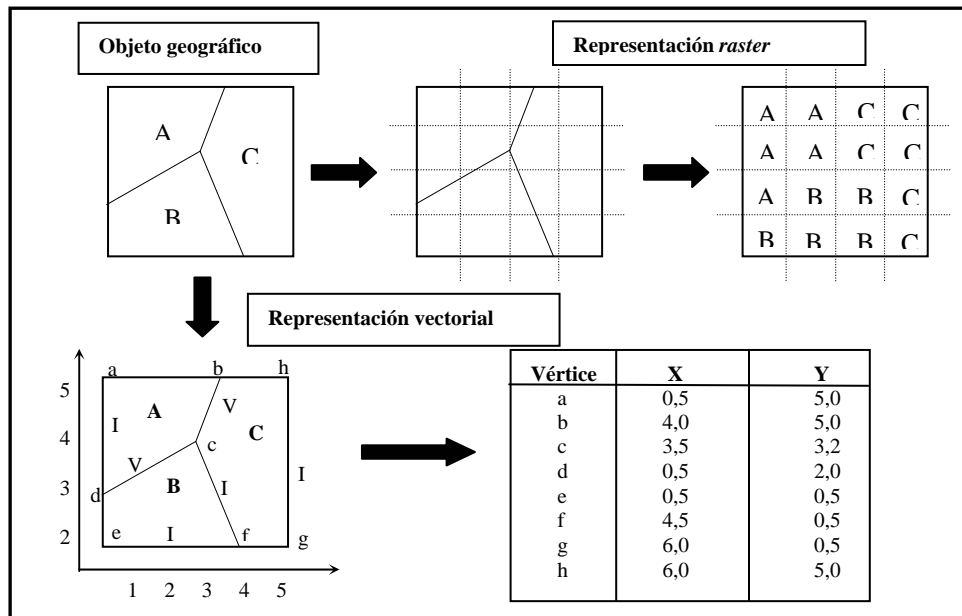 Objeto geográfico
Representación raster
A
C
B
A A C C
A A C C
A B B C
B B B C
Representación vectorial
a b h
5
I A V
4 C
c
V I
3 B I
d
e I f g
2
1 2 3 4 5
Vértice X Y
a 0,5 5,0
b 4,0 5,0
c 3,5 3,2
d 0,5 2,0
e 0,5 0,5
f 4,5 0,5
g 6,0 0,5
h 6,0 5,0